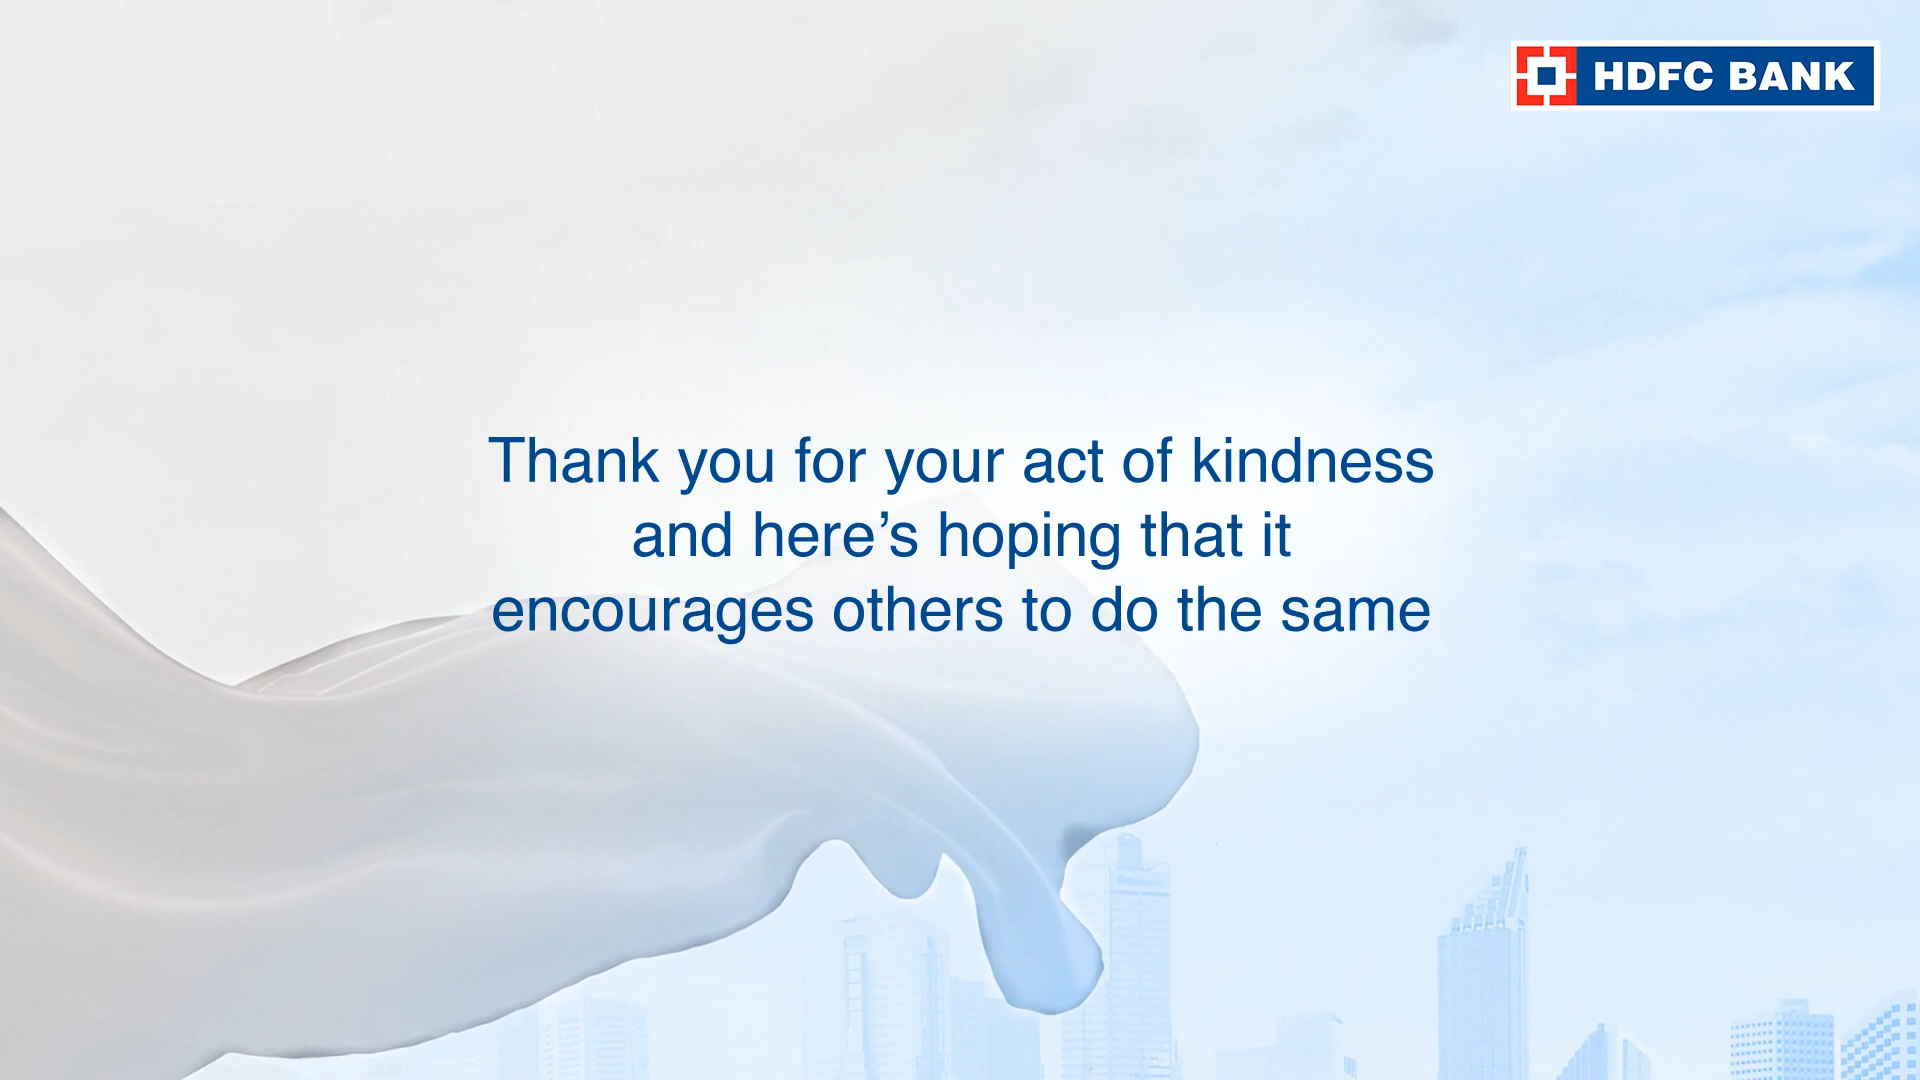 HDFC BANK
Thank you for your act of kindness
and here’s hoping that it
encourages others to do the same